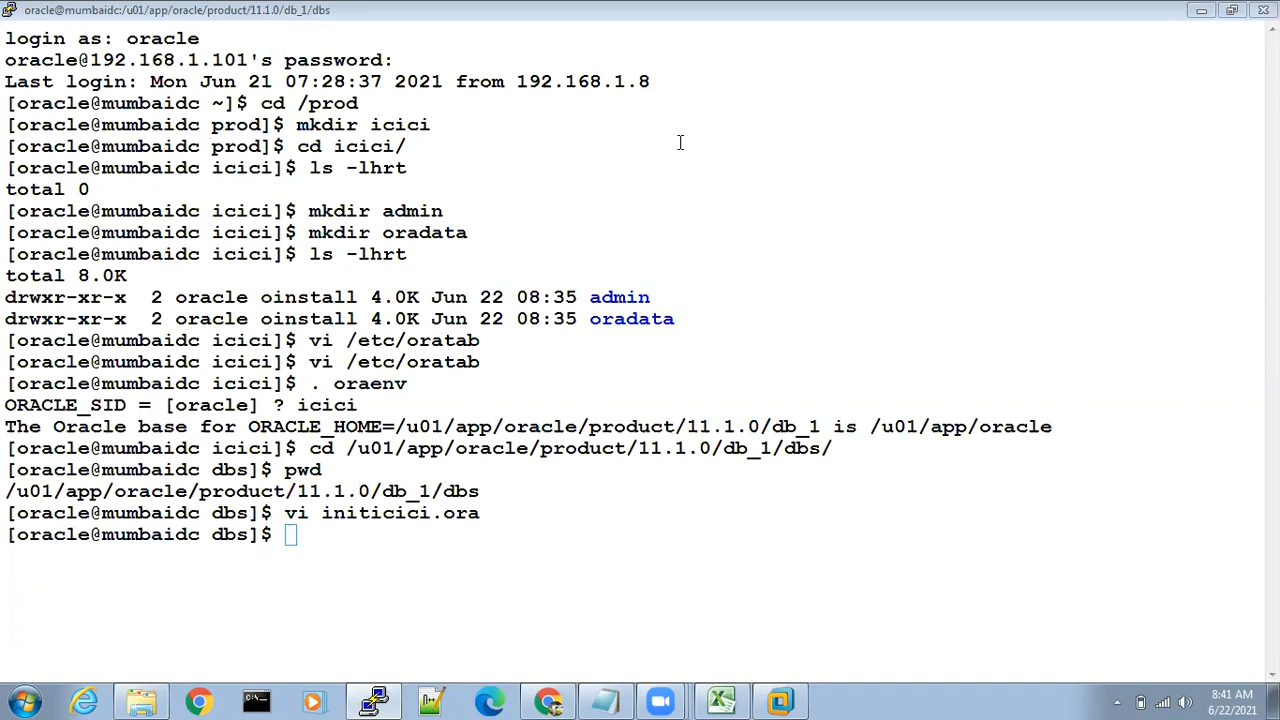 oracle@mumbaidc:/u01/app/oracle/product/11.1.0/db_1/dbs
login as: oracle
oracle@192.168.1.101's password:
Last login: Mon Jun 21 07:28:37 2021 from 192.168.1.8
[oracle@mumbaidc ~]$ cd /prod
[oracle@mumbaidc prod]$ mkdir icici
[oracle@mumbaidc prod]$ cd icici/
[oracle@mumbaidc icici]$ ls -lhrt
total 0
[oracle@mumbaidc icici]$ mkdir admin
[oracle@mumbaidc icici]$ mkdir oradata
[oracle@mumbaidc icici]$ ls -lhrt
total 8.0K
drwxr-xr-x  2 oracle oinstall 4.0K Jun 22 08:35 admin
drwxr-xr-x  2 oracle oinstall 4.0K Jun 22 08:35 oradata
[oracle@mumbaidc icici]$ vi /etc/oratab
[oracle@mumbaidc icici]$ vi /etc/oratab
[oracle@mumbaidc icici]$ . oraenv
ORACLE_SID = [oracle] ? icici
The Oracle base for ORACLE_HOME=/u01/app/oracle/product/11.1.0/db_1 is /u01/app/oracle
[oracle@mumbaidc icici]$ cd /u01/app/oracle/product/11.1.0/db_1/dbs/
[oracle@mumbaidc dbs]$ pwd
/u01/app/oracle/product/11.1.0/db_1/dbs
[oracle@mumbaidc dbs]$ vi initicici.ora
[oracle@mumbaidc dbs]$
8:41 AM
6/22/2021